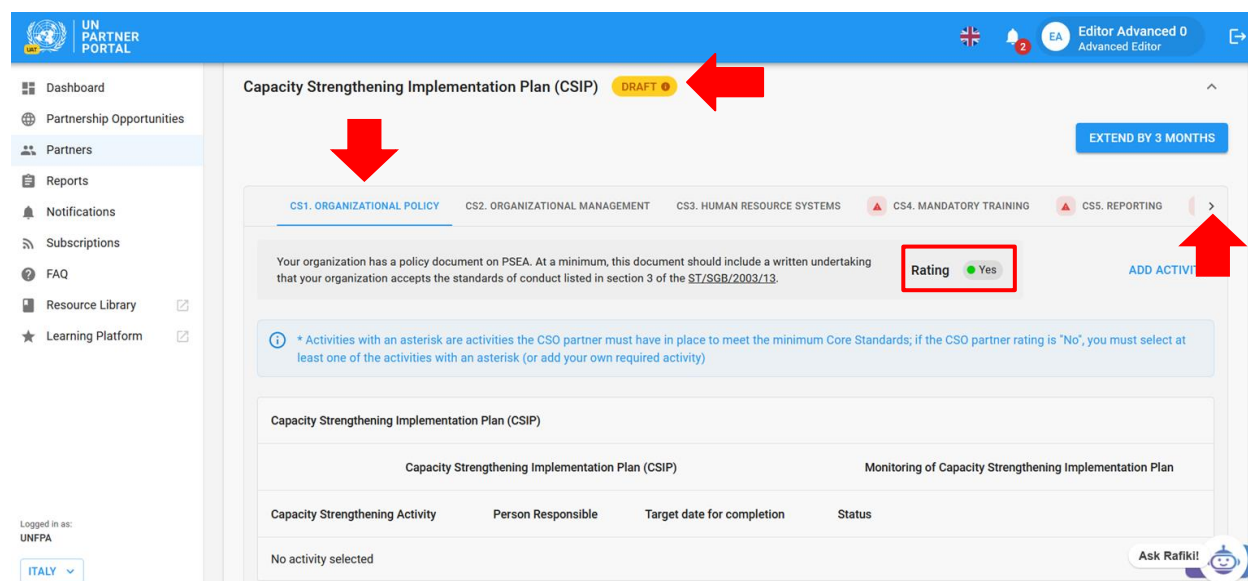 UN
PARTNER
PORTAL
UAT
2
EA
Editor Advanced 0
Advanced Editor
Dashboard
Partnership Opportunities
Partners
Reports
Notifications
Subscriptions
FAQ
Resource Library
Learning Platform
Logged in as:
UNFPA
ITALY
Capacity Strengthening Implementation Plan (CSIP)
DRAFT
EXTEND BY 3 MONTHS
CS1. ORGANIZATIONAL POLICY
CS2. ORGANIZATIONAL MANAGEMENT
CS3. HUMAN RESOURCE SYSTEMS
CS4. MANDATORY TRAINING
CS5. REPORTING
Your organization has a policy document on PSEA. At a minimum, this document should include a written undertaking
that your organization accepts the standards of conduct listed in section 3 of the ST/SGB/2003/13.
Rating Yes
ADD ACTIVIT
* Activities with an asterisk are activities the CSO partner must have in place to meet the minimum Core Standards; if the CSO partner rating is "No", you must select at
least one of the activities with an asterisk (or add your own required activity)
Capacity Strengthening Implementation Plan (CSIP)
Capacity Strengthening Implementation Plan (CSIP)
Monitoring of Capacity Strengthening Implementation Plan
Capacity Strengthening Activity
Person Responsible
Target date for completion
Status
No activity selected
Ask Rafiki!